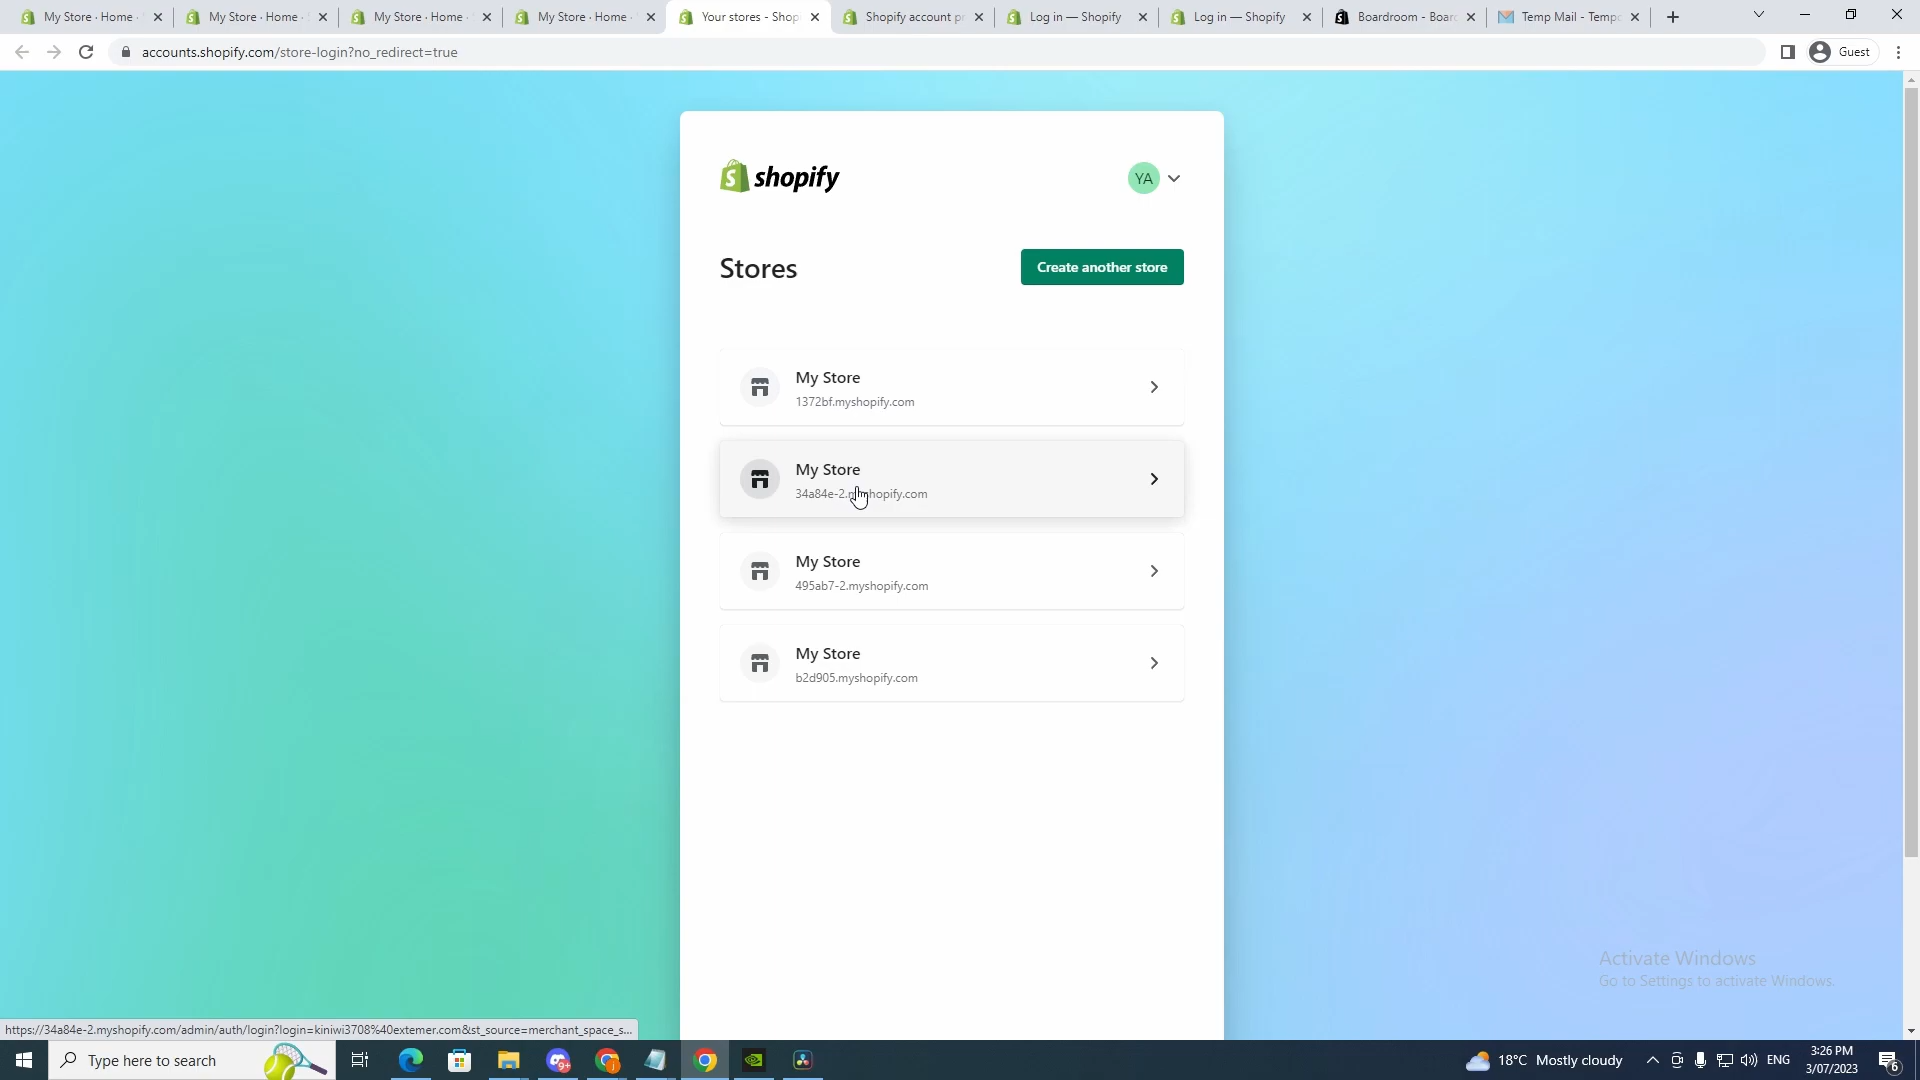 My Store · Home ·
My Store · Home ·
My Store · Home ·
My Store · Home ·
Your stores - Shop
Shopify account p
Log in — Shopify
Log in — Shopify
Boardroom - Boar
Temp Mail - Temp
accounts.shopify.com/store-login?no_redirect=true
Guest
shopify
YA
Stores
Create another store
My Store
1372bf.myshopify.com
My Store
34a84e-2.myshopify.com
My Store
495ab7-2.myshopify.com
My Store
b2d905.myshopify.com
Activate Windows
Go to Settings to activate Windows.
https://34a84e-2.myshopify.com/admin/auth/login?login=kiniwi3708%40extemer.com&st_source=merchant_space_s...
Type here to search
9+
18°C Mostly cloudy
ENG
3:26 PM
3/07/2023
6